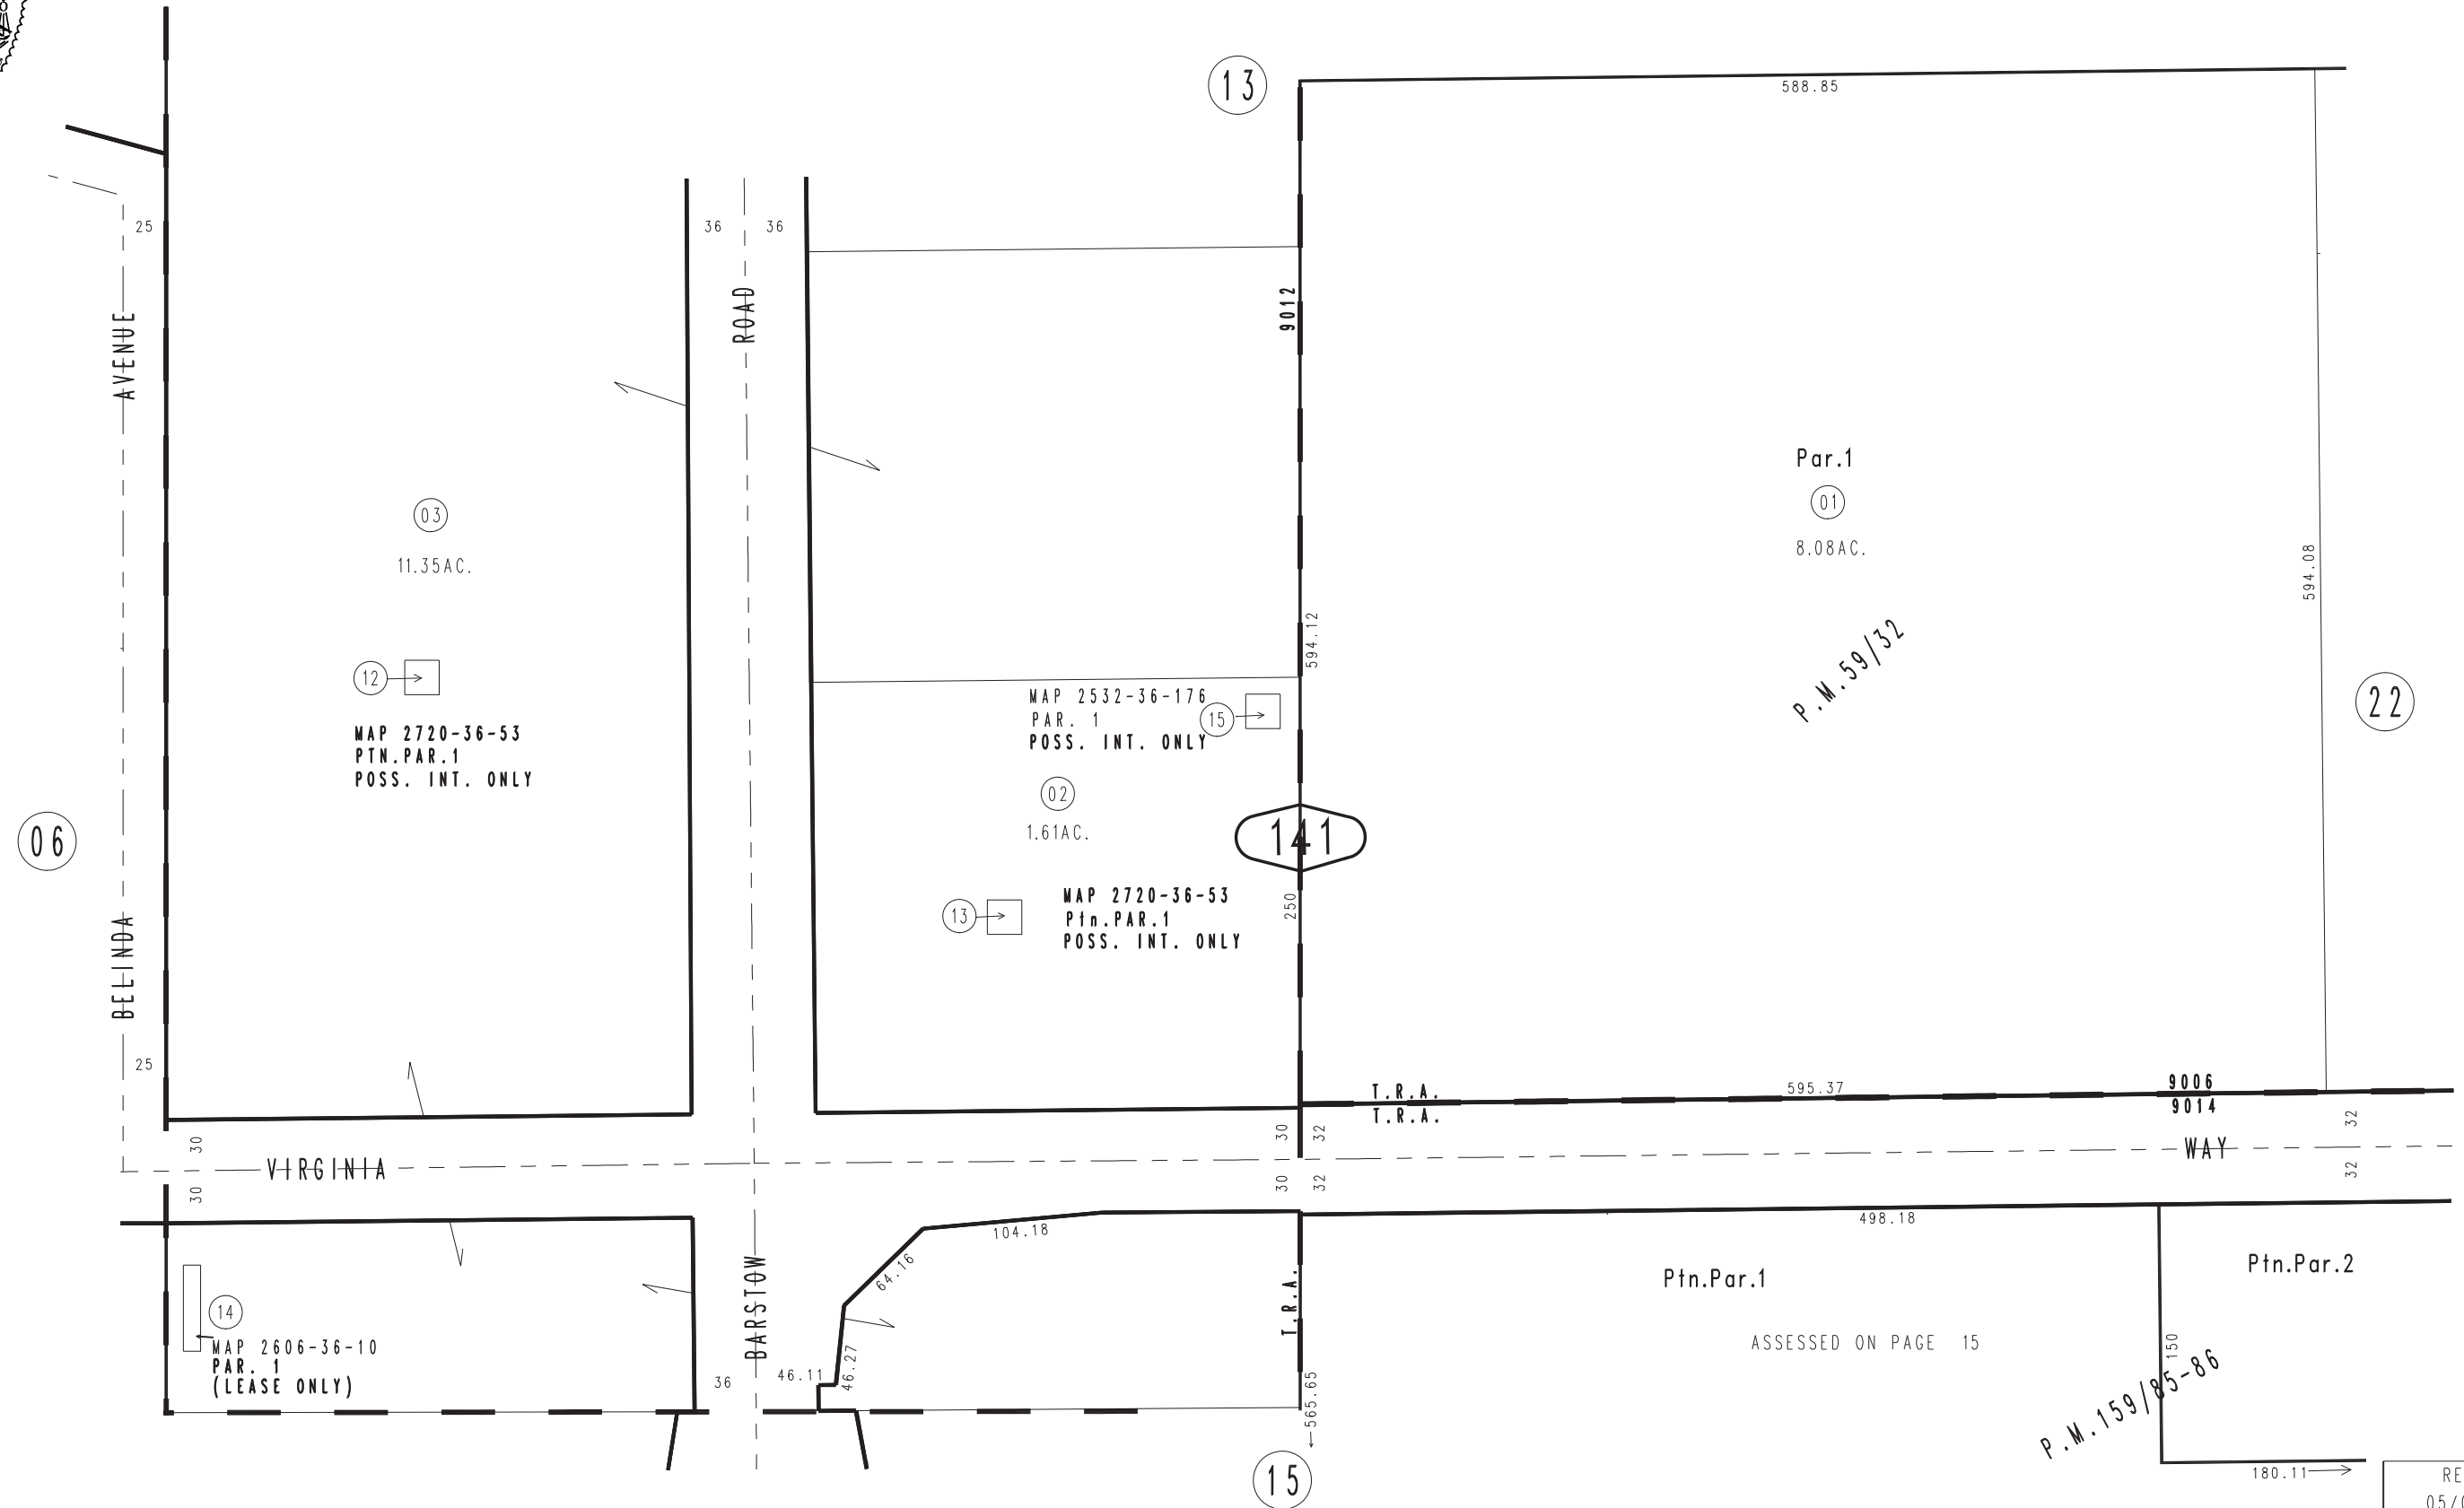 13
588.85
25
36
36
AVENUE
ROAD
9012
Par.1
01
8.08AC.
03
11.35AC.
594.12
594.08
P.M.59/32
12
MAP 2720-36-53
PTN.PAR.1
POSS. INT. ONLY
MAP 2532-36-176
PAR. 1
POSS. INT. ONLY
15
22
02
1.61AC.
06
141
13
MAP 2720-36-53
Ptn.PAR.1
POSS. INT. ONLY
250
BELINDA
25
T.R.A.
595.37
9006
T.R.A.
9014
30
30
32
32
VIRGINIA
WAY
30
30
32
32
104.18
498.18
64.16
Ptn.Par.1
Ptn.Par.2
14
MAP 2606-36-10
PAR. 1
(LEASE ONLY)
BARSTOW
T.R.A.
ASSESSED ON PAGE 15
150
36
46.11
46.27
565.65
P.M.159/85-86
15
180.11
RE